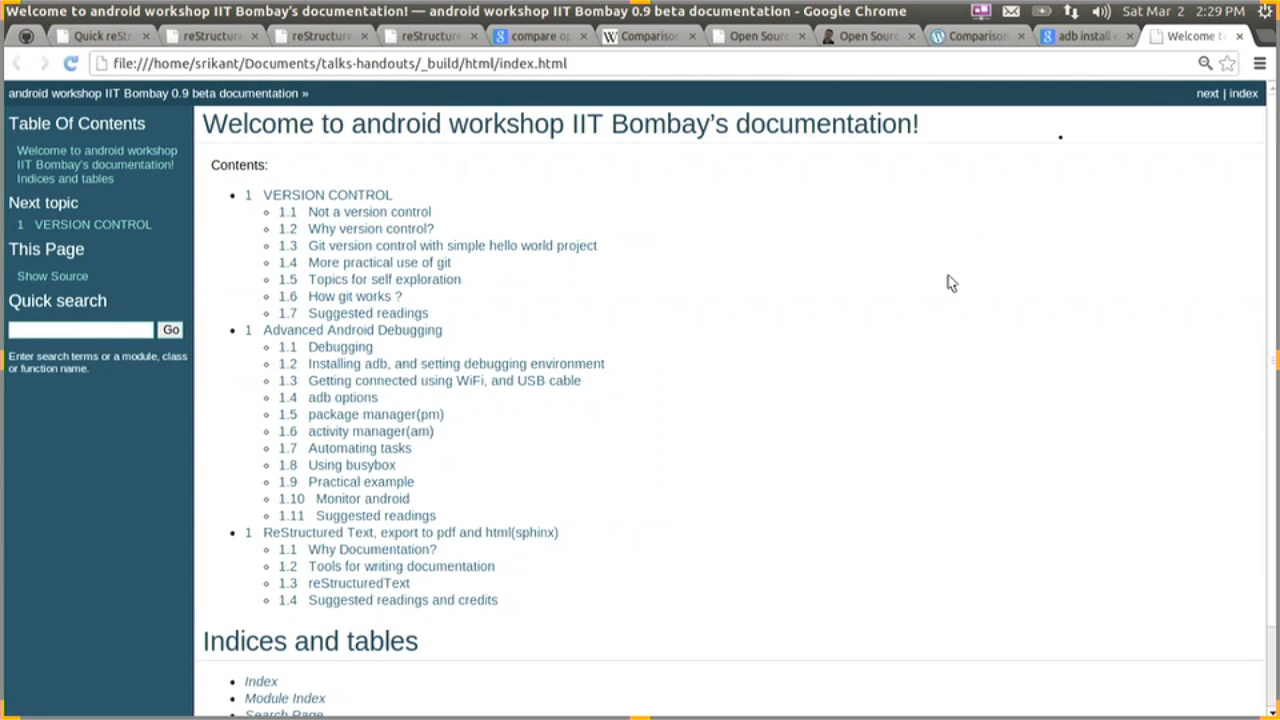 Welcome to android workshop IIT Bombay's documentation! — android workshop IIT Bombay 0.9 beta documentation - Google Chrome
Sat Mar 2 2:29 PM
Quick reSt
reStructure
reStructure
reStructure
compare op
Comparison
Open Sourc
Open Sourc
Comparison
adb install
Welcome to
file:///home/srikant/Documents/talks-handouts/_build/html/index.html
android workshop IIT Bombay 0.9 beta documentation »
next | index
Table Of Contents
Welcome to android workshop
IIT Bombay's documentation!
Indices and tables
Next topic
1 VERSION CONTROL
This Page
Show Source
Quick search
Go
Enter search terms or a module, class
or function name.
Welcome to android workshop IIT Bombay's documentation!
Contents:
1 VERSION CONTROL
1.1 Not a version control
1.2 Why version control?
1.3 Git version control with simple hello world project
1.4 More practical use of git
1.5 Topics for self exploration
1.6 How git works ?
1.7 Suggested readings
1 Advanced Android Debugging
1.1 Debugging
1.2 Installing adb, and setting debugging environment
1.3 Getting connected using WiFi, and USB cable
1.4 adb options
1.5 package manager(pm)
1.6 activity manager(am)
1.7 Automating tasks
1.8 Using busybox
1.9 Practical example
1.10 Monitor android
1.11 Suggested readings
1 ReStructured Text, export to pdf and html(sphinx)
1.1 Why Documentation?
1.2 Tools for writing documentation
1.3 reStructuredText
1.4 Suggested readings and credits
Indices and tables
Index
Module Index
Search Page